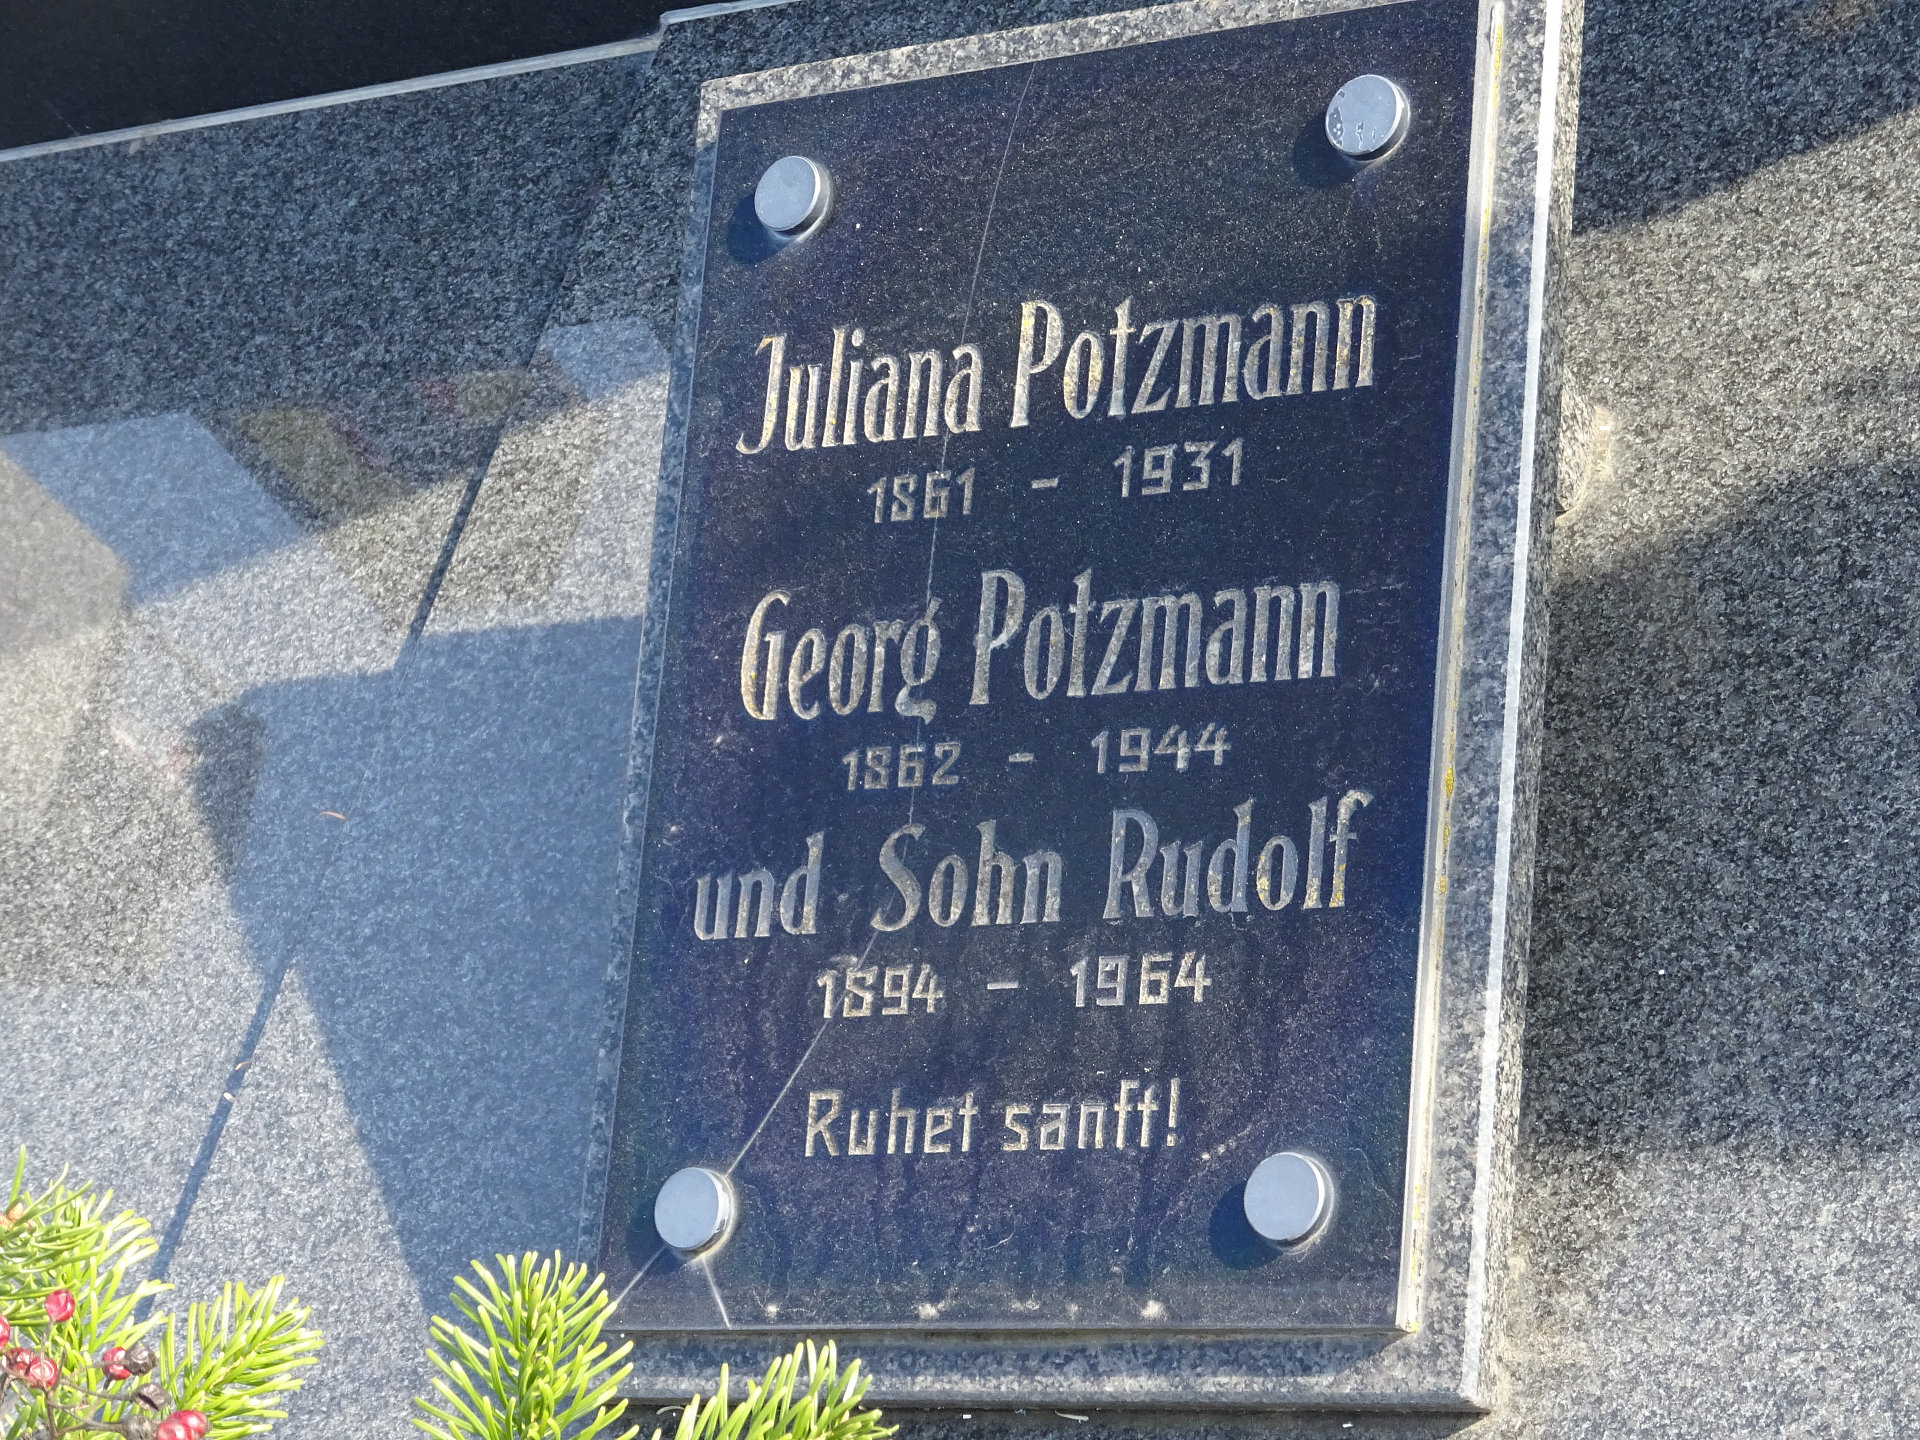 Juliana Potzmann
1861 - 1931
Georg Potzmann
1862 - 1944
und Sohn Rudolf
1894 - 1964
Ruhet sanft!